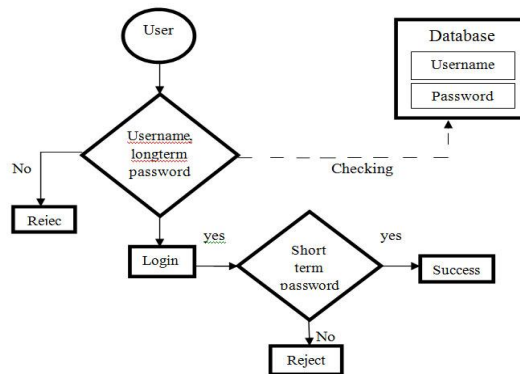 User
Database
Username
Password
Username,
longterm
password
No
Checking
Rejec
yes
Login
Short
term
password
yes
Success
No
Reject